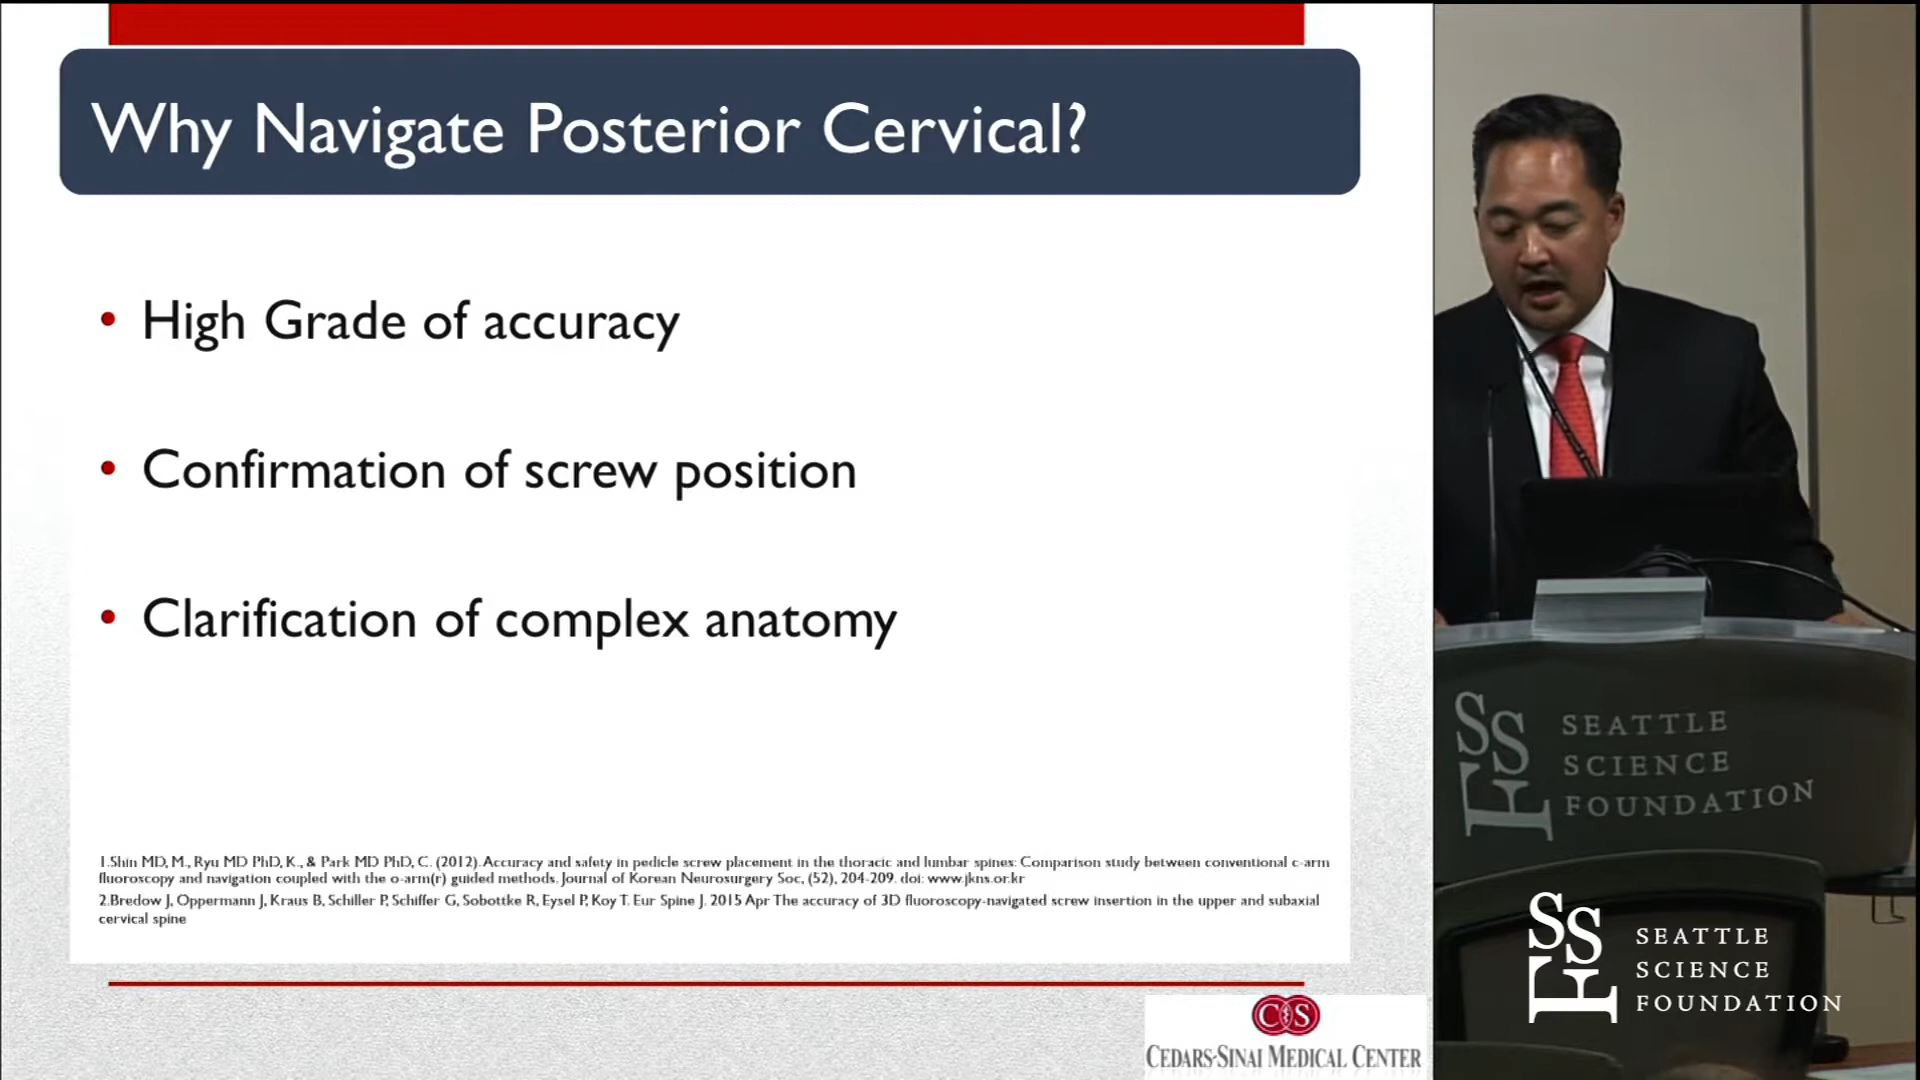 Why Navigate Posterior Cervical?
• High Grade of accuracy
• Confirmation of screw position
• Clarification of complex anatomy
1.Shin MD, M., Ryu MD PhD, K., & Park MD PhD, C. (2012). Accuracy and safety in pedicle screw placement in the thoracic and lumbar spines: Comparison study between conventional c-arm
fluoroscopy and navigation coupled with the o-arm(r) guided methods. Journal of Korean Neurosurgery Soc, (52), 204-209. doi: www.jkns.or.kr
2.Bredow J, Oppermann J, Kraus B, Schiller P, Schiffer G, Sobottke R, Eysel P, Koy T. Eur Spine J. 2015 Apr The accuracy of 3D fluoroscopy-navigated screw insertion in the upper and subaxial
cervical spine
CS
CEDARS-SINAI MEDICAL CENTER
SSF
SEATTLE
SCIENCE
FOUNDATION
SSF
SEATTLE
SCIENCE
FOUNDATION